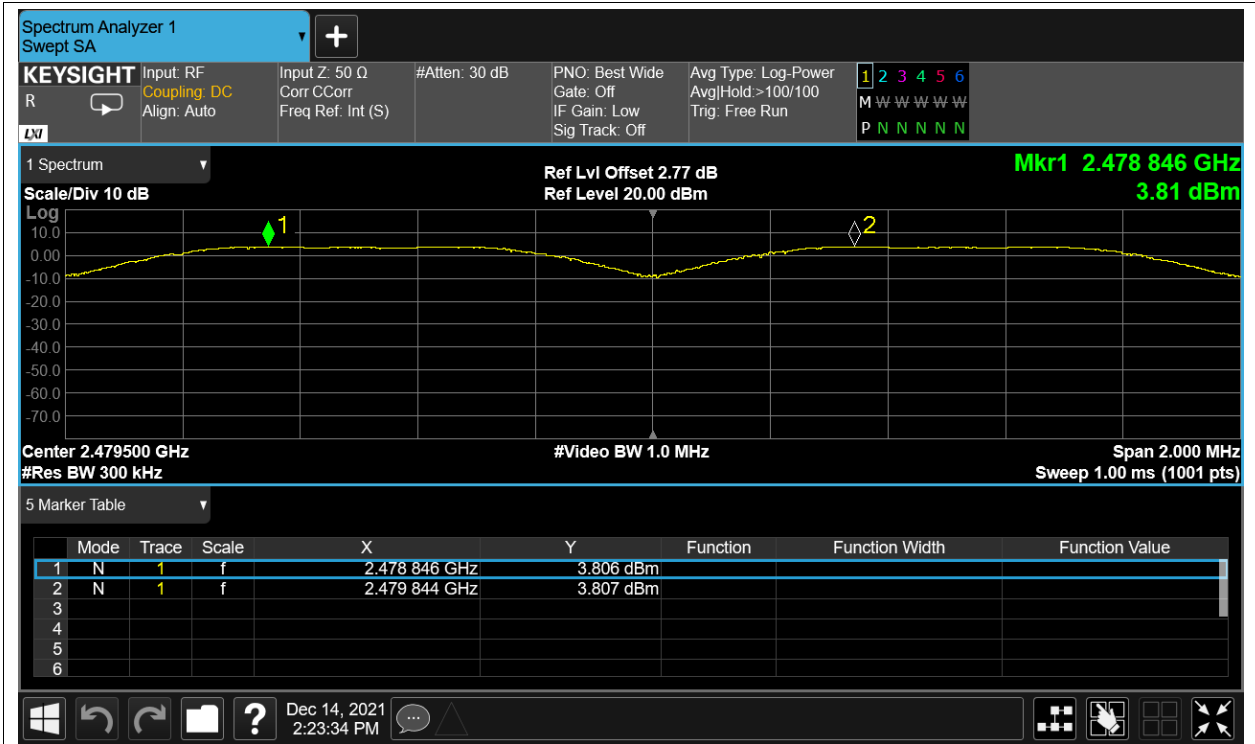 Spectrum Analyzer 1
Swept SA
KEYSIGHT
R
LXI
Input: RF
Coupling: DC
Align: Auto
Input Z: 50 Ω
Corr CCorr
Freq Ref: Int (S)
#Atten: 30 dB
PNO: Best Wide
Gate: Off
IF Gain: Low
Sig Track: Off
Avg Type: Log-Power
Avg|Hold:>100/100
Trig: Free Run
1 2 3 4 5 6
M W W W W W
P N N N N N
1 Spectrum
Scale/Div 10 dB
Ref Lvl Offset 2.77 dB
Ref Level 20.00 dBm
Mkr1 2.478 846 GHz
3.81 dBm
Log
10.0
0.00
-10.0
-20.0
-30.0
-40.0
-50.0
-60.0
-70.0
1
2
Center 2.479500 GHz
#Video BW 1.0 MHz
Span 2.000 MHz
#Res BW 300 kHz
Sweep 1.00 ms (1001 pts)
5 Marker Table
Mode Trace Scale X Y Function Function Width Function Value
1 N 1 f 2.478 846 GHz 3.806 dBm
2 N 1 f 2.479 844 GHz 3.807 dBm
3
4
5
6
?
Dec 14, 2021
2:23:34 PM